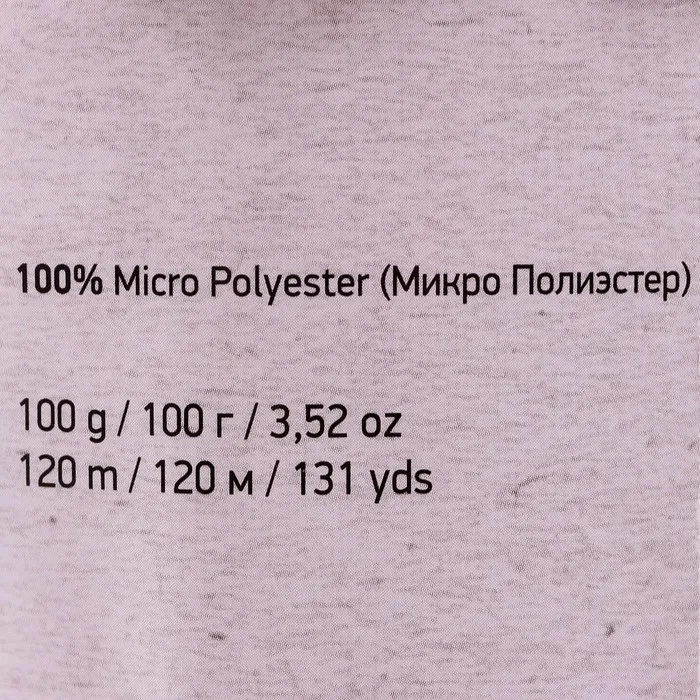 100% Micro Polyester (Микро Полиэстер)
100 g / 100 г / 3,52 oz
120 m / 120 м / 131 yds